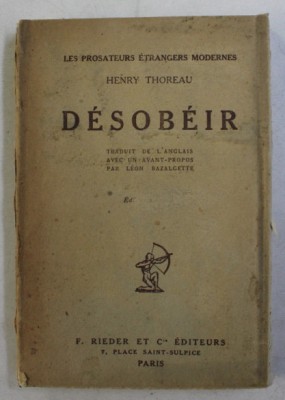 LES PROSATEURS ÉTRANGERS MODERNES
HENRY THOREAU
DÉSOBÉIR
TRADUIT DE L'ANGLAIS
AVEC UN AVANT-PROPOS
PAR LÉON BAZALGETTE
F. RIEDER ET Cie ÉDITEURS
7, PLACE SAINT-SULPICE
PARIS